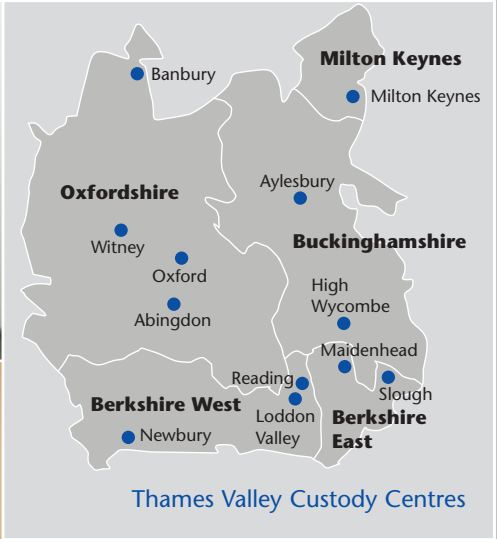 Milton Keynes
Banbury
Milton Keynes
Oxfordshire
Aylesbury
Witney
Buckinghamshire
Oxford
High
Wycombe
Abingdon
Maidenhead
Reading
Slough
Berkshire West
Loddon
Valley
Berkshire
East
Newbury
Thames Valley Custody Centres